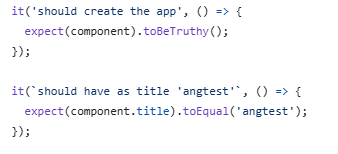 it('should create the app', () => {
  expect(component).toBeTruthy();
});

it(`should have as title 'angtest'`, () => {
  expect(component.title).toEqual('angtest');
});